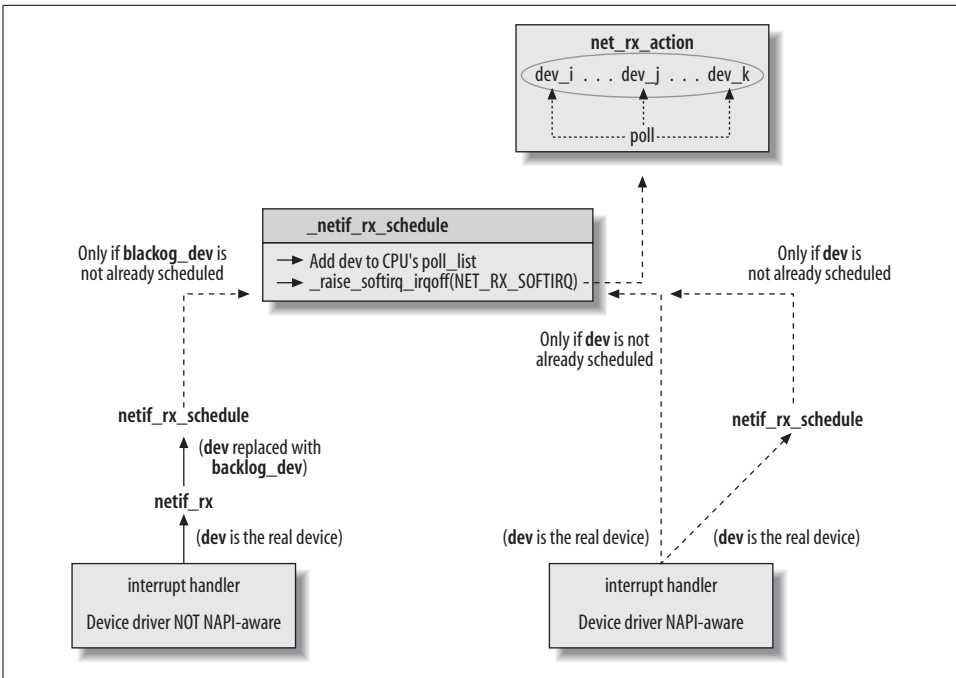 net_rx_action
dev_i . . . dev_j . . . dev_k
poll
_netif_rx_schedule
Add dev to CPU's poll_list
_raise_softirq_irqoff(NET_RX_SOFTIRQ)
Only if blackog_dev is
not already scheduled
Only if dev is
not already scheduled
Only if dev is not
already scheduled
netif_rx_schedule
(dev replaced with
backlog_dev)
netif_rx
(dev is the real device)
netif_rx_schedule
(dev is the real device)
(dev is the real device)
interrupt handler
Device driver NOT NAPI-aware
interrupt handler
Device driver NAPI-aware